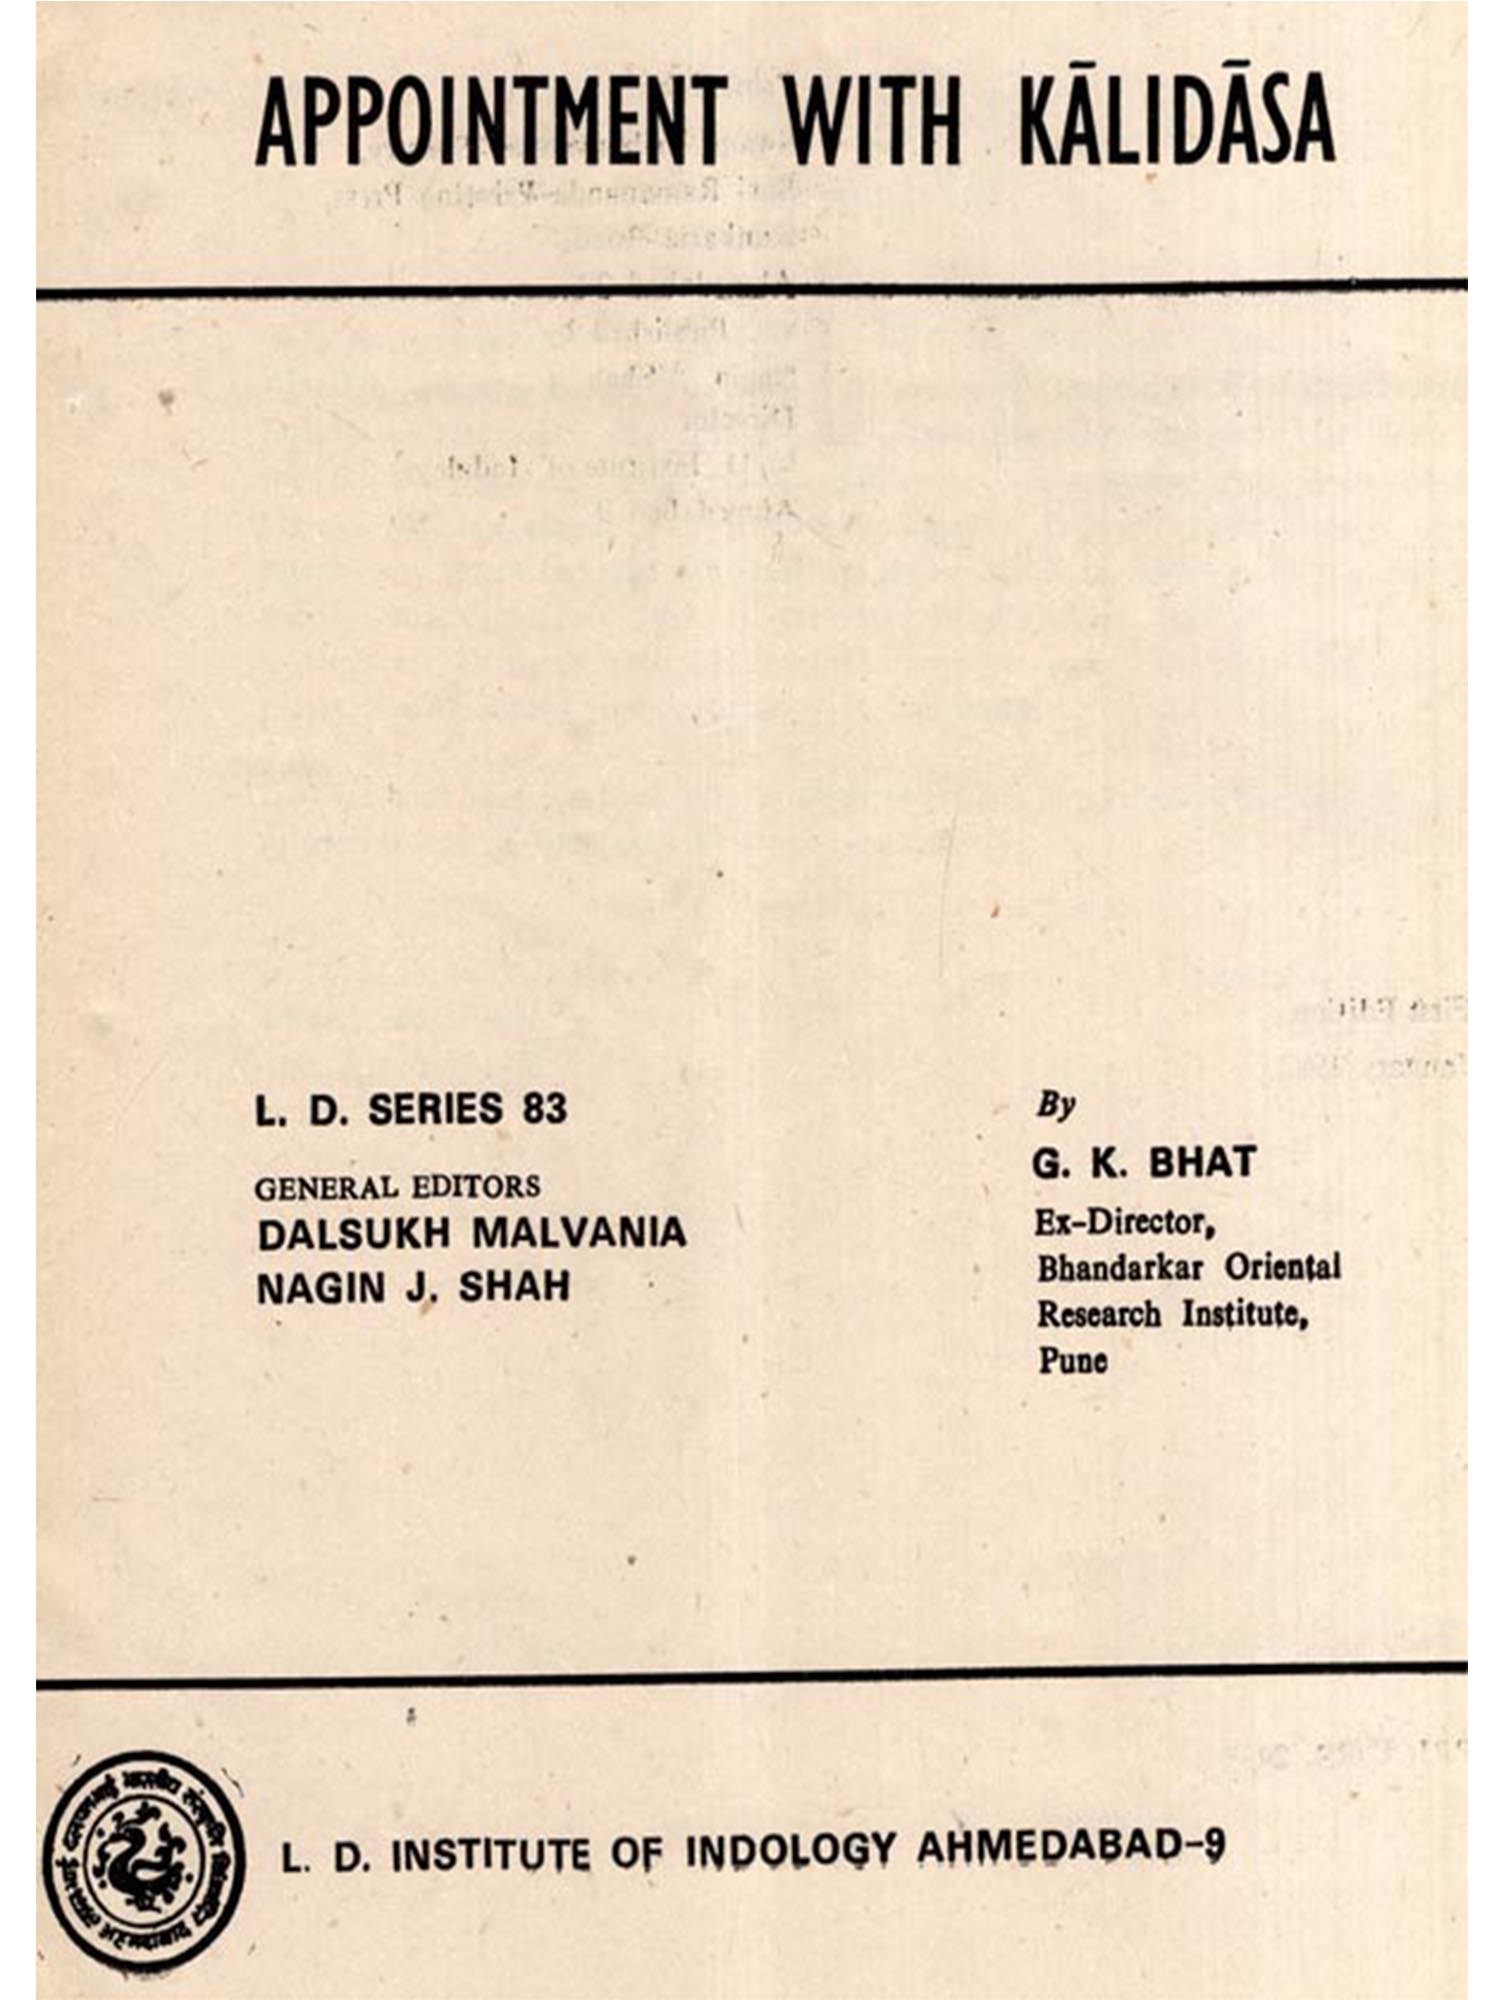 APPOINTMENT WITH KĀLIDĀSA
L. D. SERIES 83
GENERAL EDITORS
DALSUKH MALVANIA
NAGIN J. SHAH
By
G. K. BHAT
Ex-Director,
Bhandarkar Oriental
Research Institute,
Pune
भारतीय संस्कृति
L. D. INSTITUTE OF INDOLOGY AHMEDABAD-9